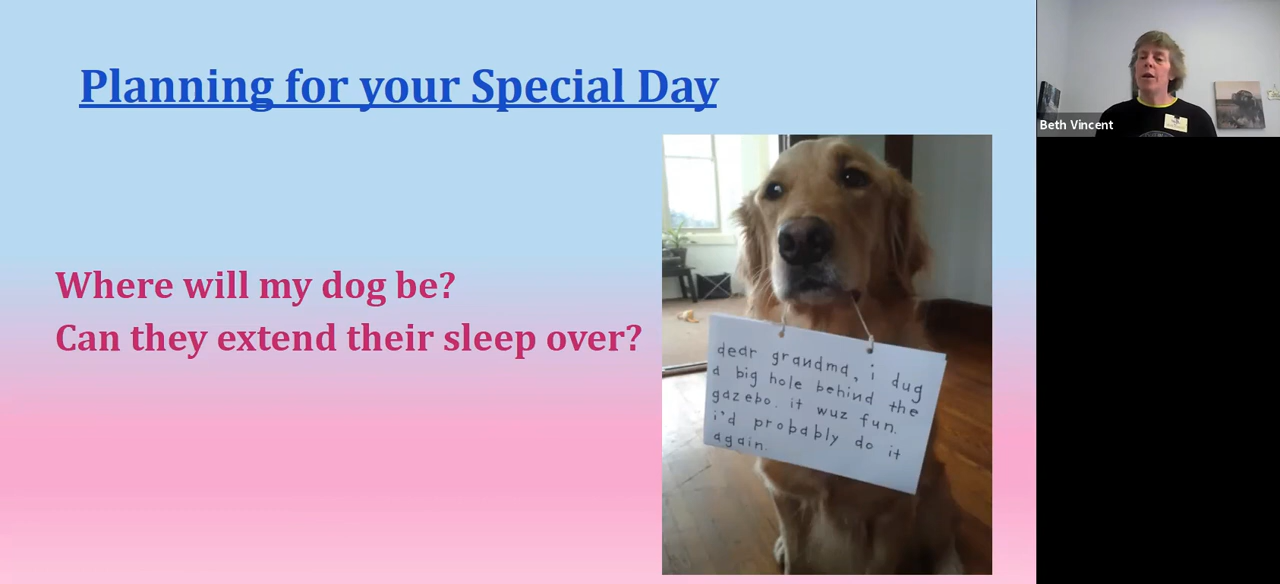 Planning for your Special Day
Where will my dog be?
Can they extend their sleep over?
dear grandma, i dug
a big hole behind the
gazebo. it wuz fun.
i'd probably do it
again.
Beth Vincent